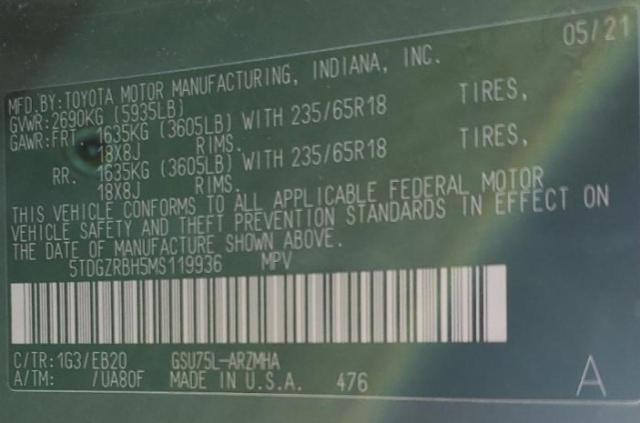 05/21
MFD.BY:TOYOTA MOTOR MANUFACTURING, INDIANA, INC.
GVWR:2690KG (5935LB)
GAWR:FRT. 1635KG (3605LB) WITH 235/65R18 TIRES,
18X8J RIMS.
RR. 1635KG (3605LB) WITH 235/65R18 TIRES,
18X8J RIMS.
THIS VEHICLE CONFORMS TO ALL APPLICABLE FEDERAL MOTOR
VEHICLE SAFETY AND THEFT PREVENTION STANDARDS IN EFFECT ON
THE DATE OF MANUFACTURE SHOWN ABOVE.
5TDGZRBH5MS119936 MPV
C/TR:1G3/EB20 GSU75L-ARZMHA
A/TM: /UA80F MADE IN U.S.A. 476 A